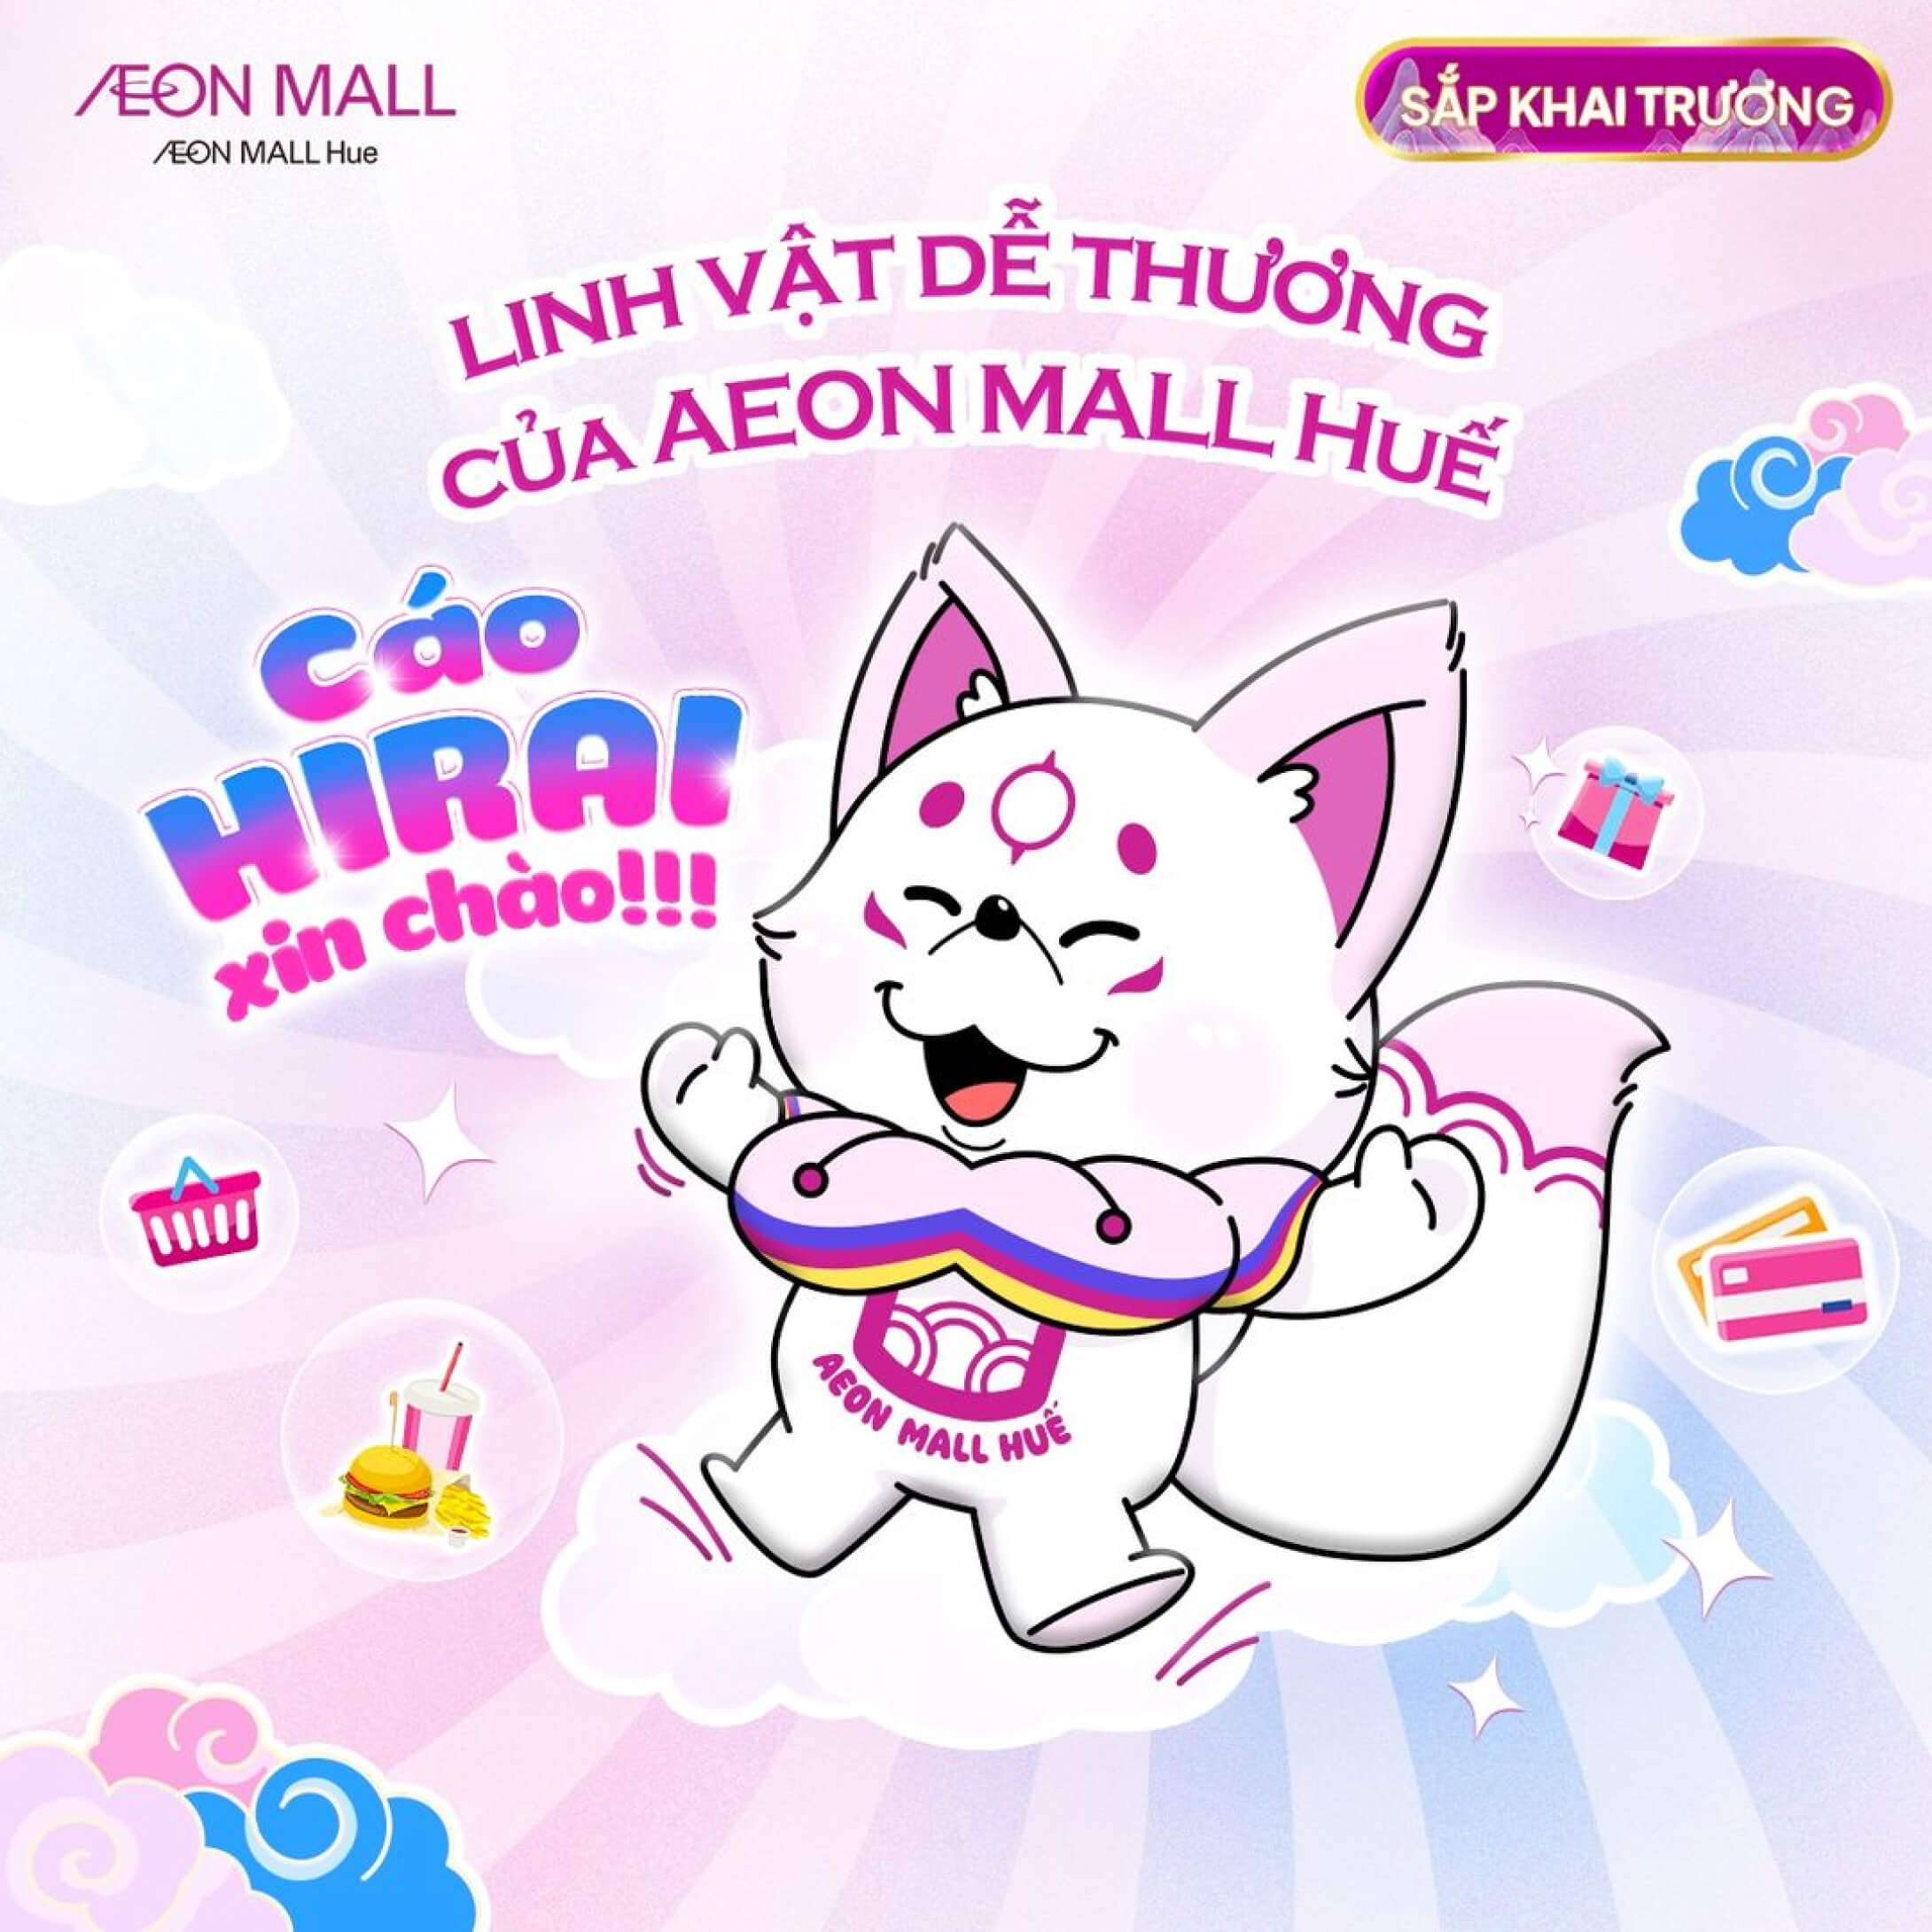 ÆON MALL
ÆON MALL Hue
SẮP KHAI TRƯƠNG
LINH VẬT DỄ THƯƠNG
CỦA AEON MALL HUẾ
Cáo
HIRAI
xin chào!!!
AEON MALL HUẾ